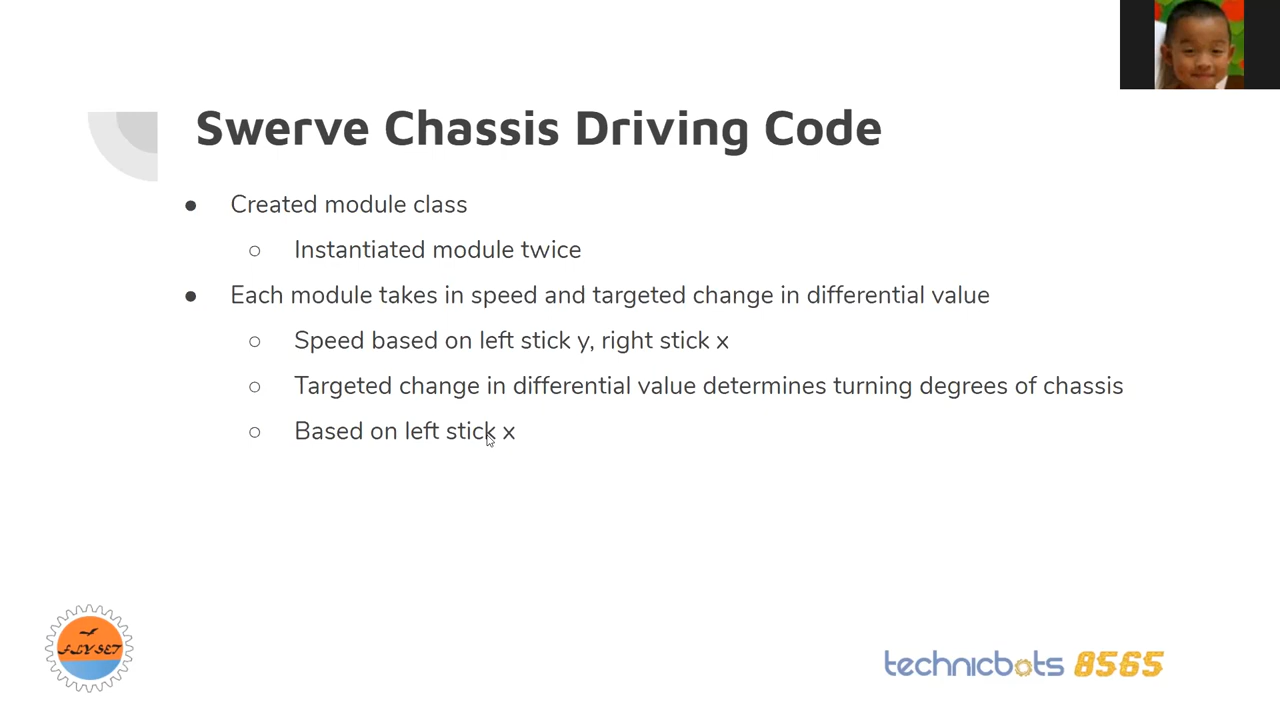 Swerve Chassis Driving Code
● Created module class
○ Instantiated module twice
● Each module takes in speed and targeted change in differential value
○ Speed based on left stick y, right stick x
○ Targeted change in differential value determines turning degrees of chassis
○ Based on left stick x
FLYSET
technicbots 8565